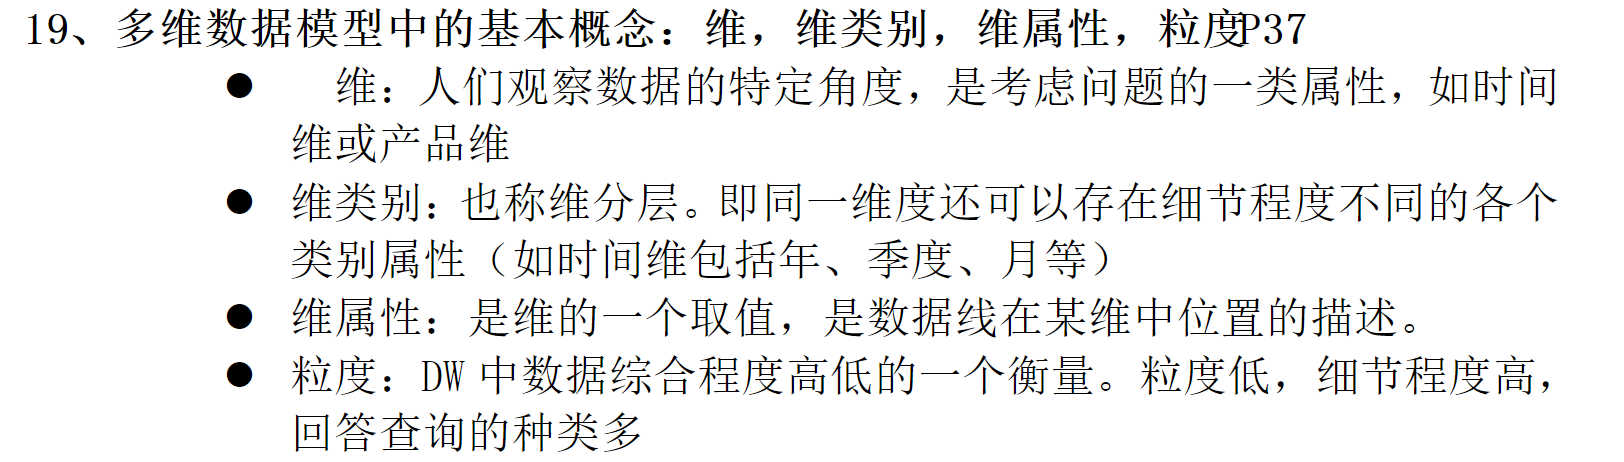 19、多维数据模型中的基本概念：维，维类别，维属性，粒度P37
● 维：人们观察数据的特定角度，是考虑问题的一类属性，如时间
维或产品维
● 维类别：也称维分层。即同一维度还可以存在细节程度不同的各个
类别属性（如时间维包括年、季度、月等）
● 维属性：是维的一个取值，是数据线在某维中位置的描述。
● 粒度：DW 中数据综合程度高低的一个衡量。粒度低，细节程度高，
回答查询的种类多